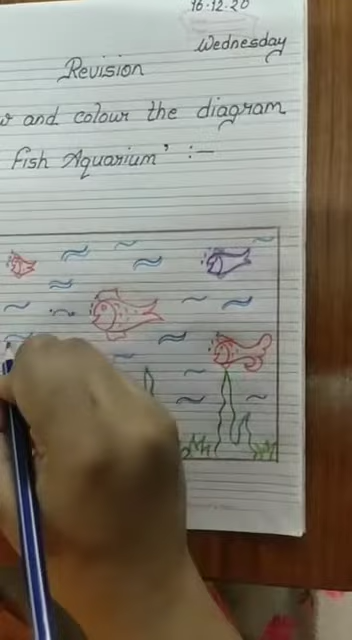 16-12-20
Wednesday
Revision
and colour the diagram
Fish Aquarium' :-